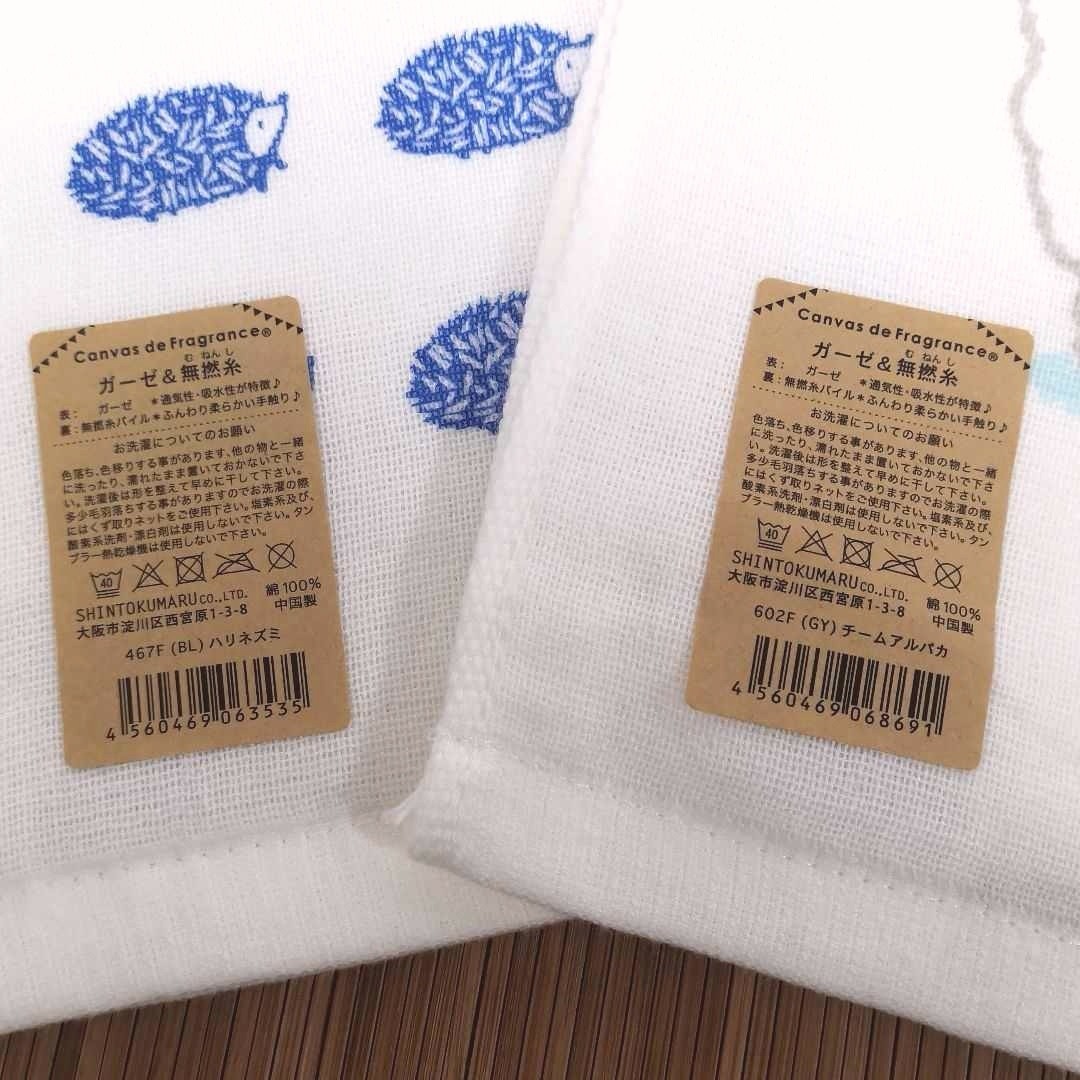 Canvas de Fragrance®
む ねん し
ガーゼ&無撚糸
表: ガーゼ *通気性・吸水性が特徴♪
裏:無撚糸パイル*ふんわり柔らかい手触り♪
お洗濯についてのお願い
色落ち、色移りする事があります、他の物と一緒
に洗ったり、濡れたまま置いておかないで下さ
い。洗濯後は形を整えて早めに干して下さい。
多少毛羽落ちする事がありますのでお洗濯の際
にはくず取りネットをご使用下さい。塩素系及び、
酸素系洗剤・漂白剤は使用しないで下さい。タン
ブラー熱乾燥機は使用しないで下さい。
40
SHINTOKUMARU CO.,LTD. 綿100%
大阪市淀川区西宮原1-3-8 中国製
467F (BL) ハリネズミ
4 560469 063535
Canvas de Fragrance®
む ねん し
ガーゼ&無撚糸
表: ガーゼ *通気性・吸水性が特徴♪
裏:無撚糸パイル*ふんわり柔らかい手触り♪
お洗濯についてのお願い
色落ち、色移りする事があります、他の物と一緒
に洗ったり、濡れたまま置いておかないで下さ
い。洗濯後は形を整えて早めに干して下さい。
多少毛羽落ちする事がありますのでお洗濯の際
にはくず取りネットをご使用下さい。塩素系及び、
酸素系洗剤・漂白剤は使用しないで下さい。タン
ブラー熱乾燥機は使用しないで下さい。
40
SHINTOKUMARU CO.,LTD. 綿100%
大阪市淀川区西宮原1-3-8 中国製
602F (GY) チームアルパカ
4 560469 068691